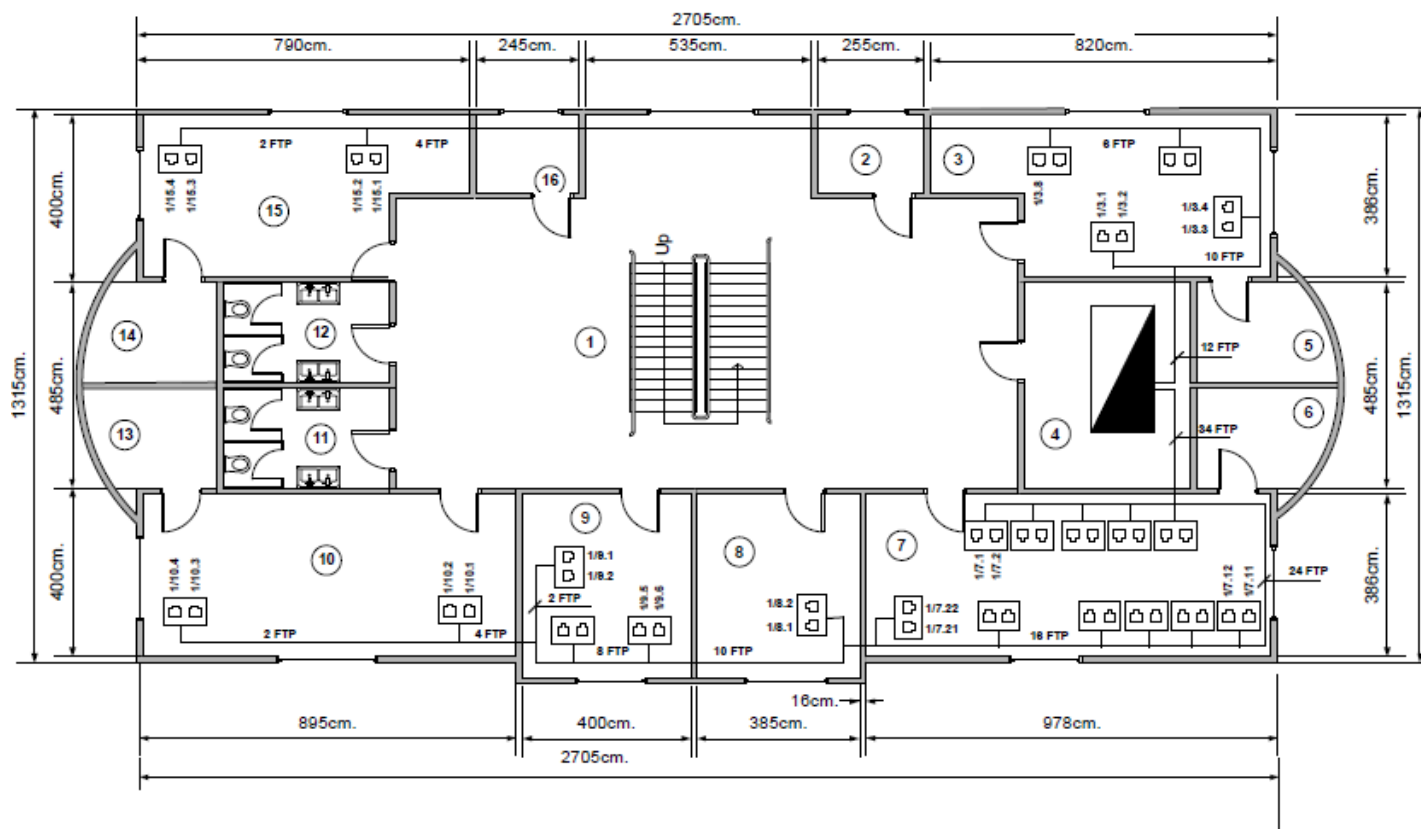 2705cm.
790cm.
245cm.
535cm.
255cm.
820cm.
2 FTP
4 FTP
6 FTP
1/15.4
1/15.3
1/15.2
1/15.1
16
2
3
1/3.8
1/3.1
1/3.2
1/3.4
1/3.3
10 FTP
15
400cm.
386cm.
Up
14
12
1
12 FTP
5
1315cm.
485cm.
485cm.
1315cm.
13
11
4
34 FTP
6
9
10
8
7
1/9.1
1/9.2
1/7.1
1/7.2
400cm.
386cm.
24 FTP
1/10.4
1/10.3
1/10.2
1/10.1
2 FTP
1/9.5
1/9.6
1/8.2
1/8.1
1/7.22
1/7.21
1/7.12
1/7.11
2 FTP
4 FTP
8 FTP
10 FTP
16 FTP
16cm.
895cm.
400cm.
385cm.
978cm.
2705cm.